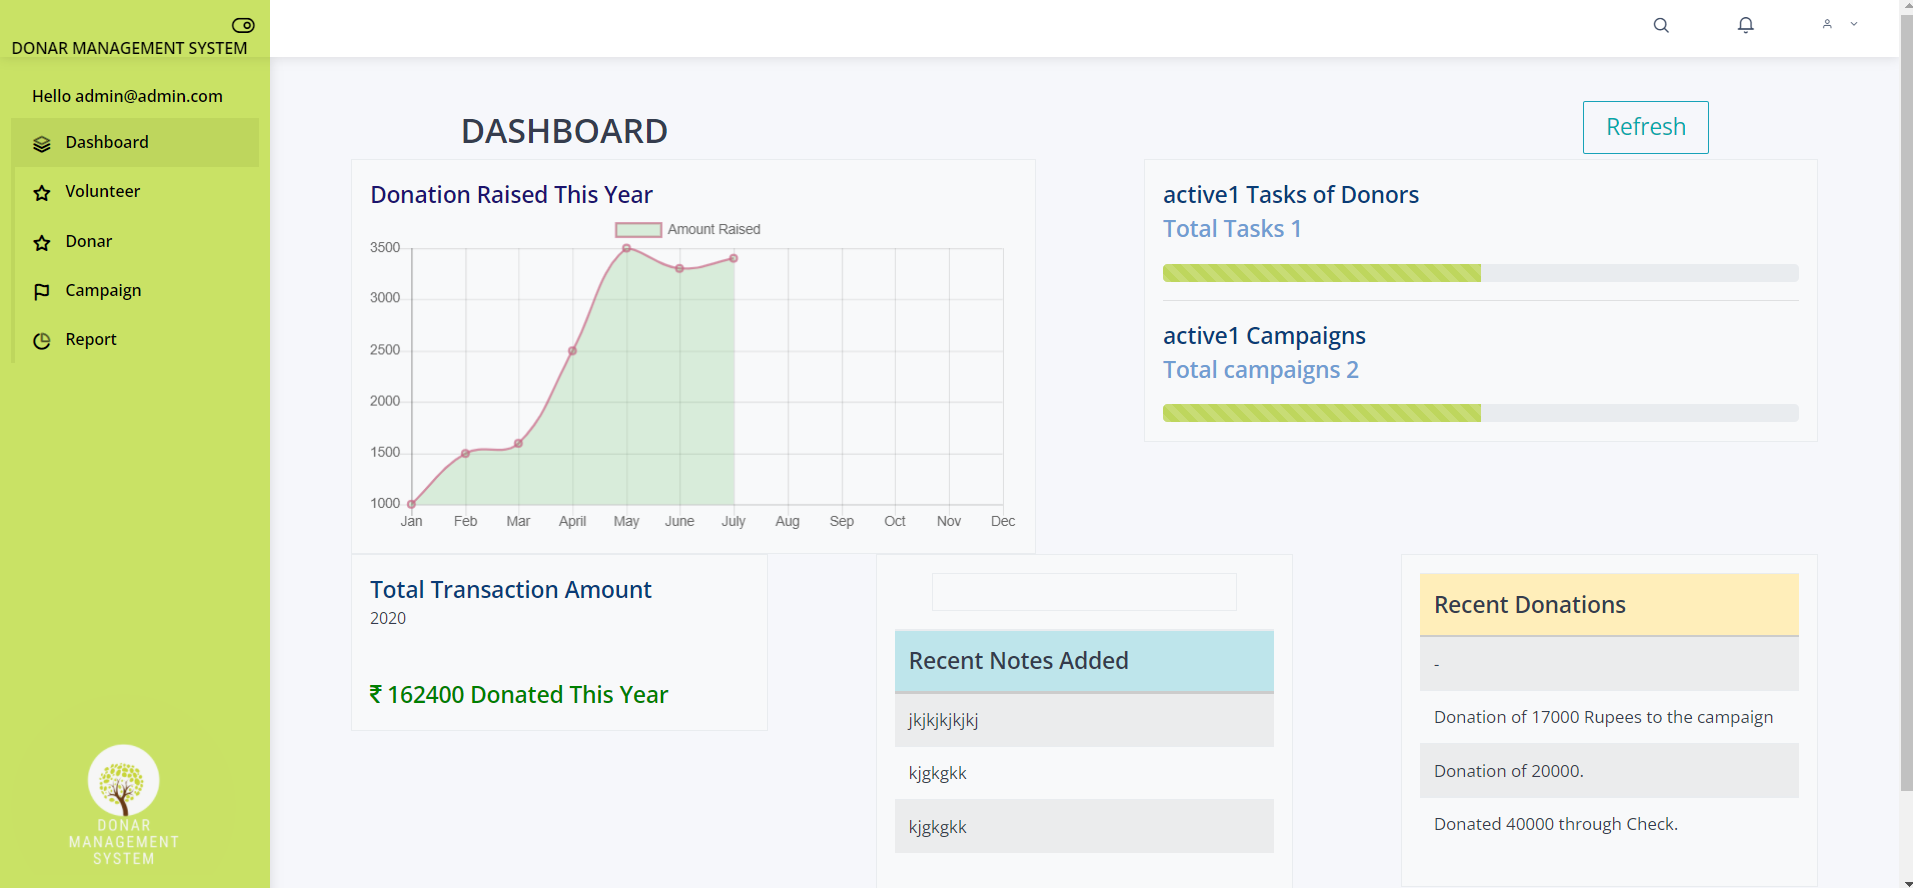 DONAR MANAGEMENT SYSTEM
Hello admin@admin.com
Dashboard
Volunteer
Donar
Campaign
Report
DONAR
MANAGEMENT
SYSTEM
DASHBOARD
Refresh
Donation Raised This Year
Amount Raised
3500
3000
2500
2000
1500
1000
Jan Feb Mar April May June July Aug Sep Oct Nov Dec
active1 Tasks of Donors
Total Tasks 1
active1 Campaigns
Total campaigns 2
Total Transaction Amount
2020
₹ 162400 Donated This Year
Recent Notes Added
jkjkjkjkjkj
kjgkgkk
kjgkgkk
Recent Donations
-
Donation of 17000 Rupees to the campaign
Donation of 20000.
Donated 40000 through Check.